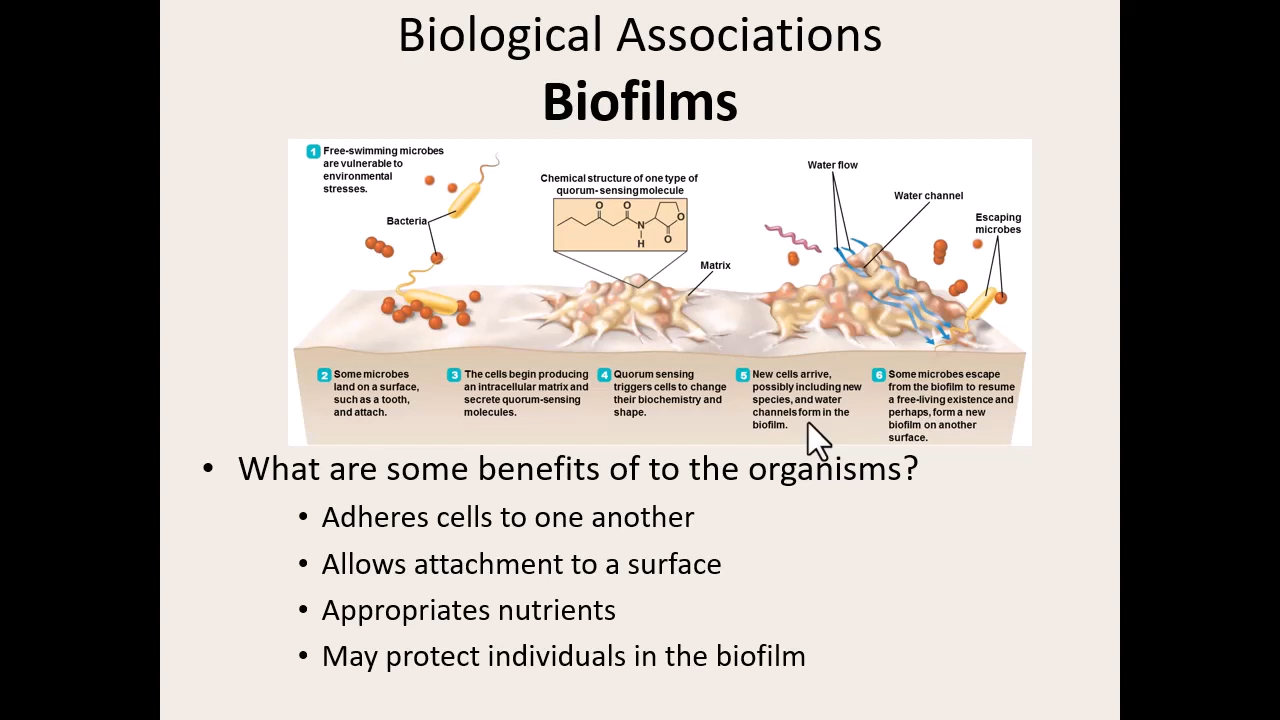 Biological Associations
Biofilms
1 Free-swimming microbes
are vulnerable to
environmental
stresses.
Bacteria
Chemical structure of one type of
quorum-sensing molecule
O O
O
N
O
H
Matrix
Water flow
Water channel
Escaping
microbes
2 Some microbes
land on a surface,
such as a tooth,
and attach.
3 The cells begin producing
an intracellular matrix and
secrete quorum-sensing
molecules.
4 Quorum sensing
triggers cells to change
their biochemistry and
shape.
5 New cells arrive,
possibly including new
species, and water
channels form in the
biofilm.
6 Some microbes escape
from the biofilm to resume
a free-living existence and
perhaps, form a new
biofilm on another
surface.
• What are some benefits of to the organisms?
• Adheres cells to one another
• Allows attachment to a surface
• Appropriates nutrients
• May protect individuals in the biofilm